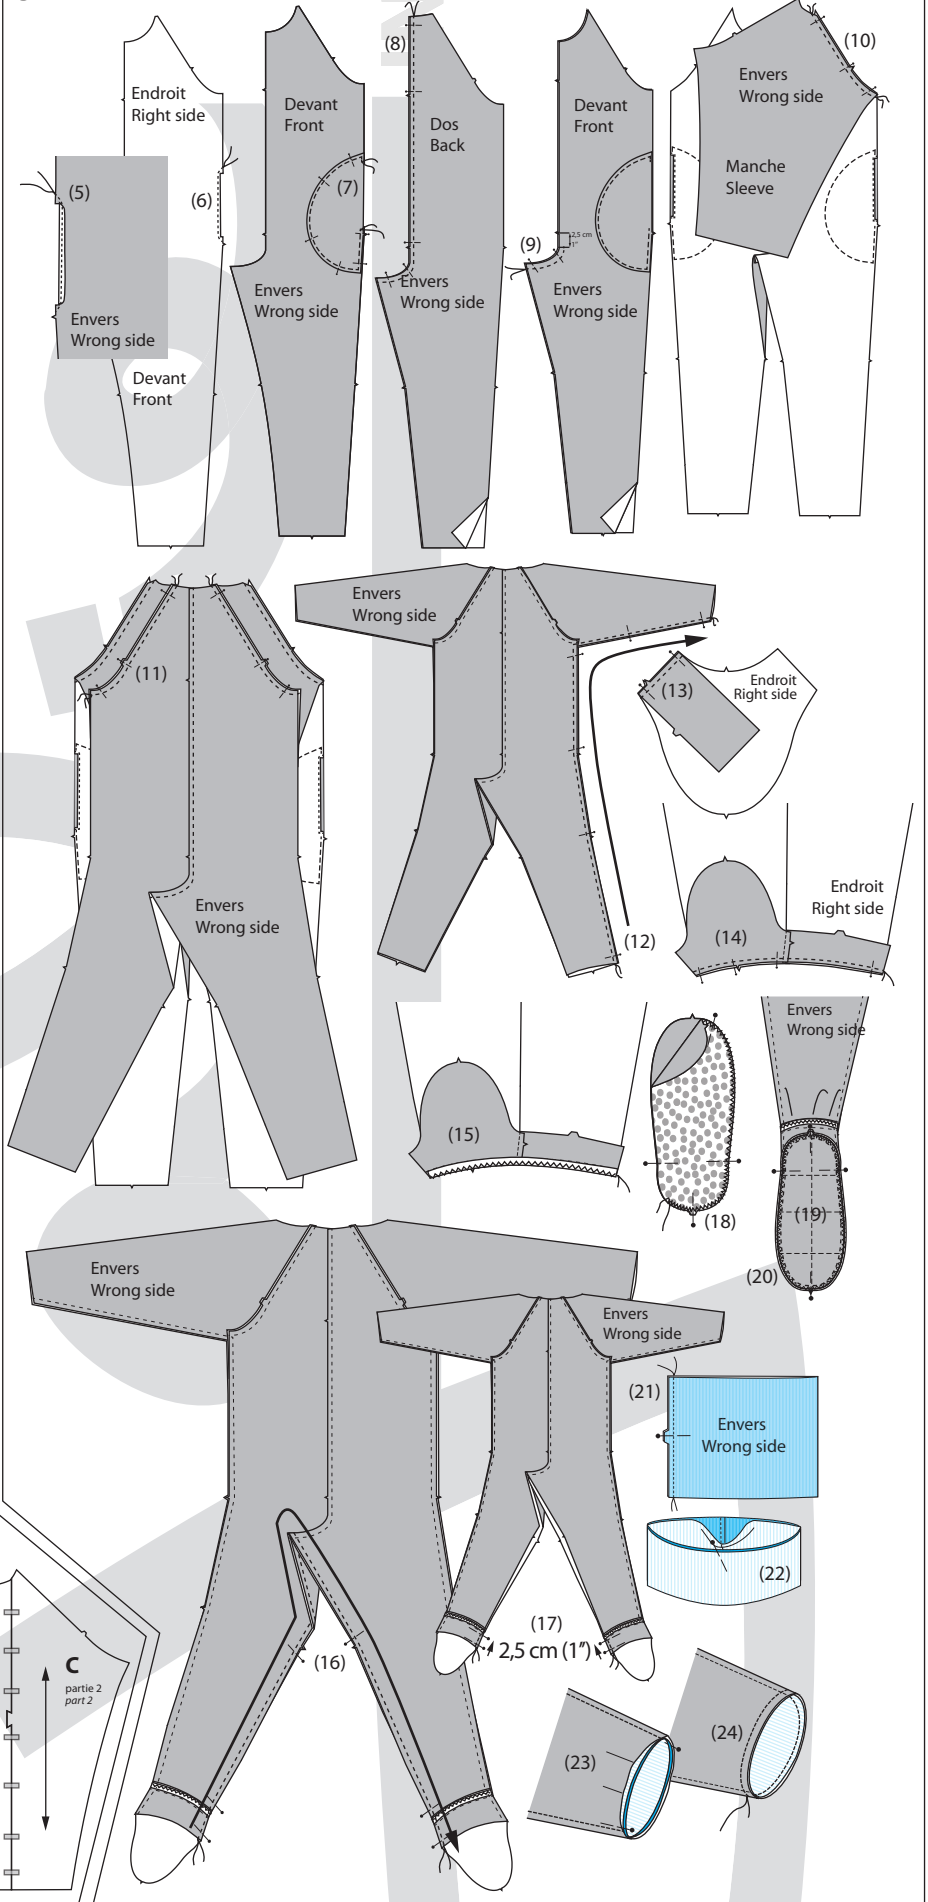 (8)
(10)
Endroit
Right side
Devant
Front
Dos
Back
Devant
Front
Envers
Wrong side
Manche
Sleeve
(5)
(6)
(7)
(9)
2,5 cm
1"
Envers
Wrong side
Devant
Front
Envers
Wrong side
Envers
Wrong side
Envers
Wrong side
Envers
Wrong side
(11)
(13)
Endroit
Right side
Envers
Wrong side
(12)
Endroit
Right side
(14)
Envers
Wrong side
(15)
(18)
(19)
(20)
Envers
Wrong side
Envers
Wrong side
(21)
Envers
Wrong side
(22)
(17)
2,5 cm (1")
(16)
C
partie 2
part 2
(23)
(24)